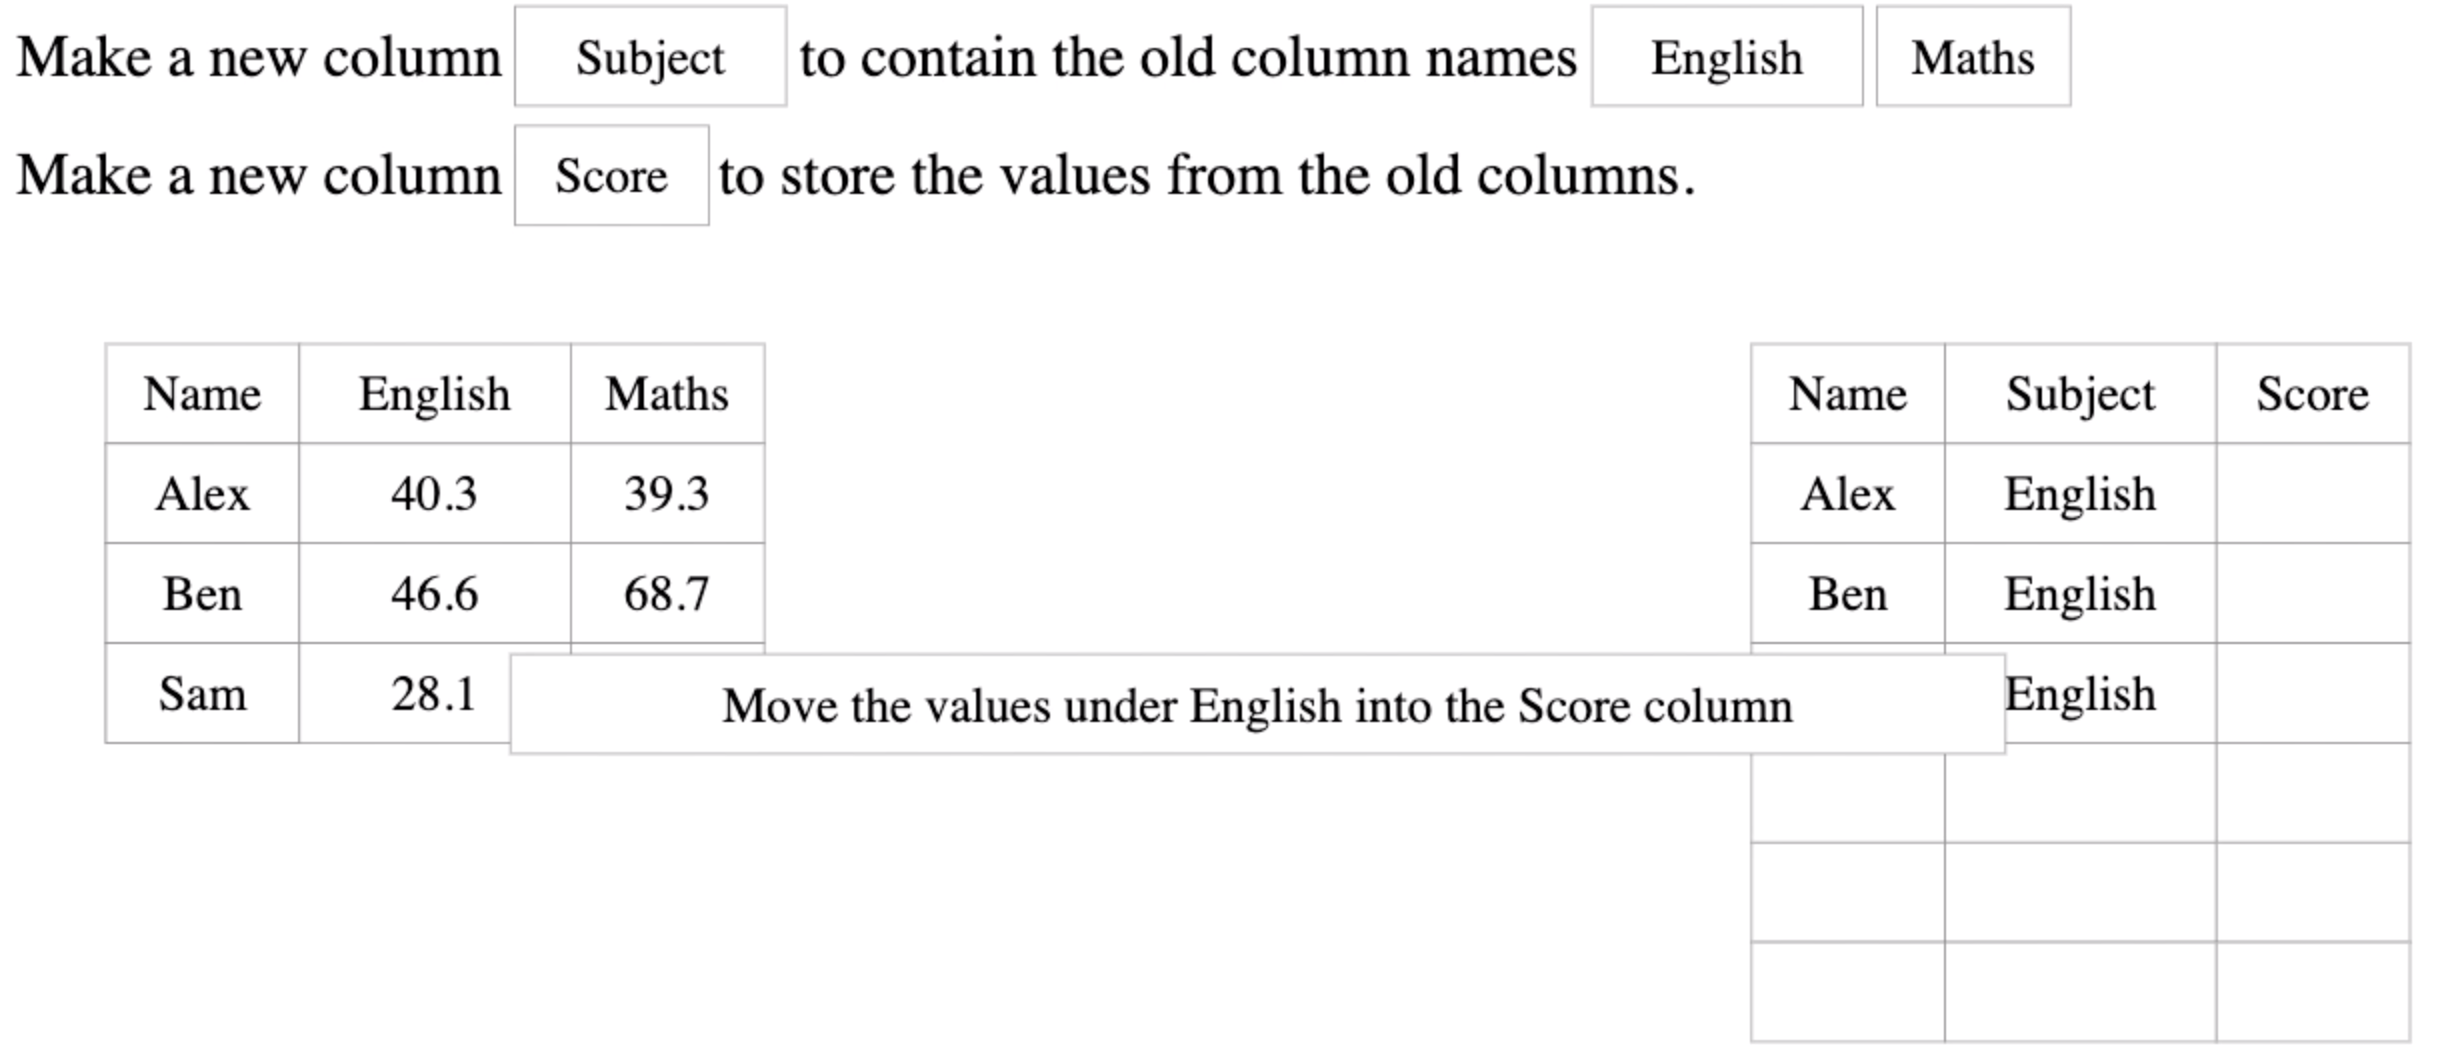 Make a new column Subject to contain the old column names English Maths
Make a new column Score to store the values from the old columns.
Name English Maths
Alex 40.3 39.3
Ben 46.6 68.7
Sam 28.1
Name Subject Score
Alex English
Ben English
English
Move the values under English into the Score column